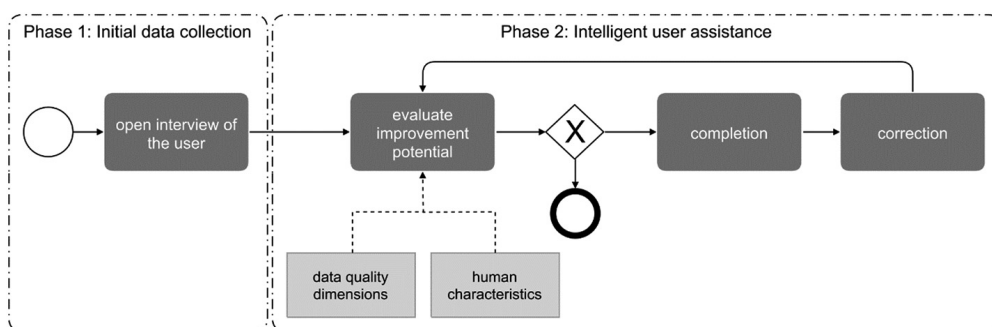 Phase 1: Initial data collection
Phase 2: Intelligent user assistance
open interview of
the user
evaluate
improvement
potential
X
completion
correction
data quality
dimensions
human
characteristics